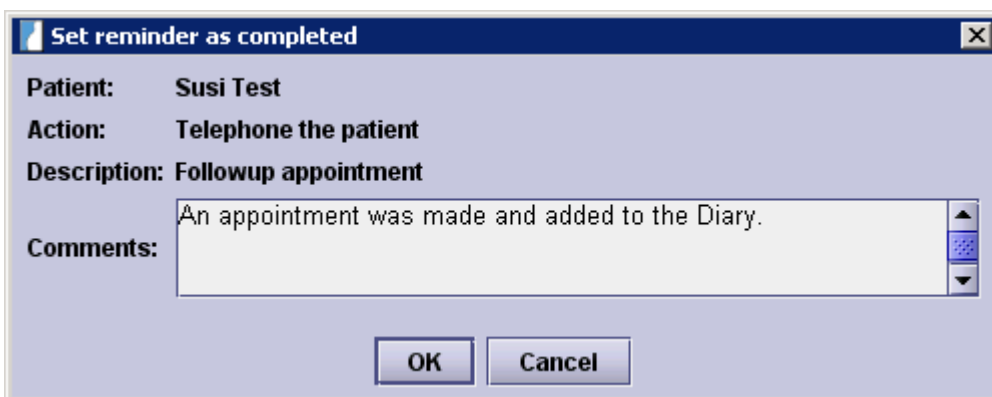 Set reminder as completed
Patient: Susi Test
Action: Telephone the patient
Description: Followup appointment
An appointment was made and added to the Diary.
Comments:
OK Cancel